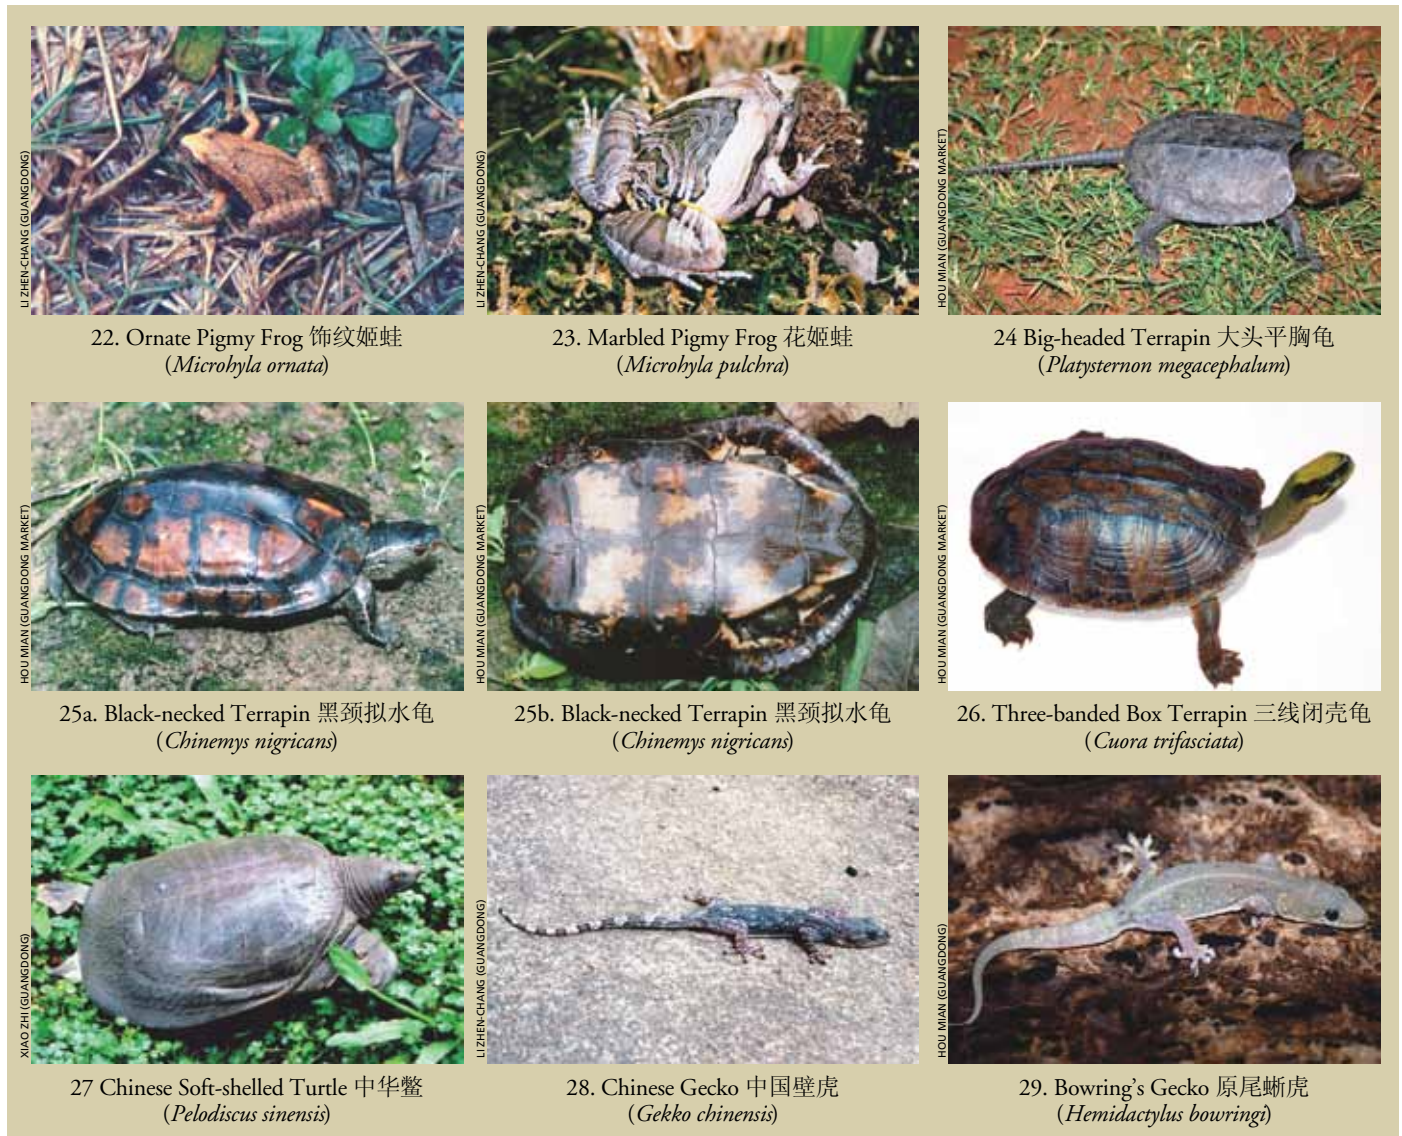 LI ZHEN-CHANG (GUANGDONG)
LI ZHEN-CHANG (GUANGDONG)
HOU MIAN (GUANGDONG MARKET)
22. Ornate Pigmy Frog 饰纹姬蛙
(Microhyla ornata)
23. Marbled Pigmy Frog 花姬蛙
(Microhyla pulchra)
24 Big-headed Terrapin 大头平胸龟
(Platysternon megacephalum)
HOU MIAN (GUANGDONG MARKET)
HOU MIAN (GUANGDONG MARKET)
HOU MIAN (GUANGDONG MARKET)
25a. Black-necked Terrapin 黑颈拟水龟
(Chinemys nigricans)
25b. Black-necked Terrapin 黑颈拟水龟
(Chinemys nigricans)
26. Three-banded Box Terrapin 三线闭壳龟
(Cuora trifasciata)
XIAO ZHI (GUANGDONG)
LI ZHEN-CHANG (GUANGDONG)
HOU MIAN (GUANGDONG)
27 Chinese Soft-shelled Turtle 中华鳖
(Pelodiscus sinensis)
28. Chinese Gecko 中国壁虎
(Gekko chinensis)
29. Bowring's Gecko 原尾蜥虎
(Hemidactylus bowringi)